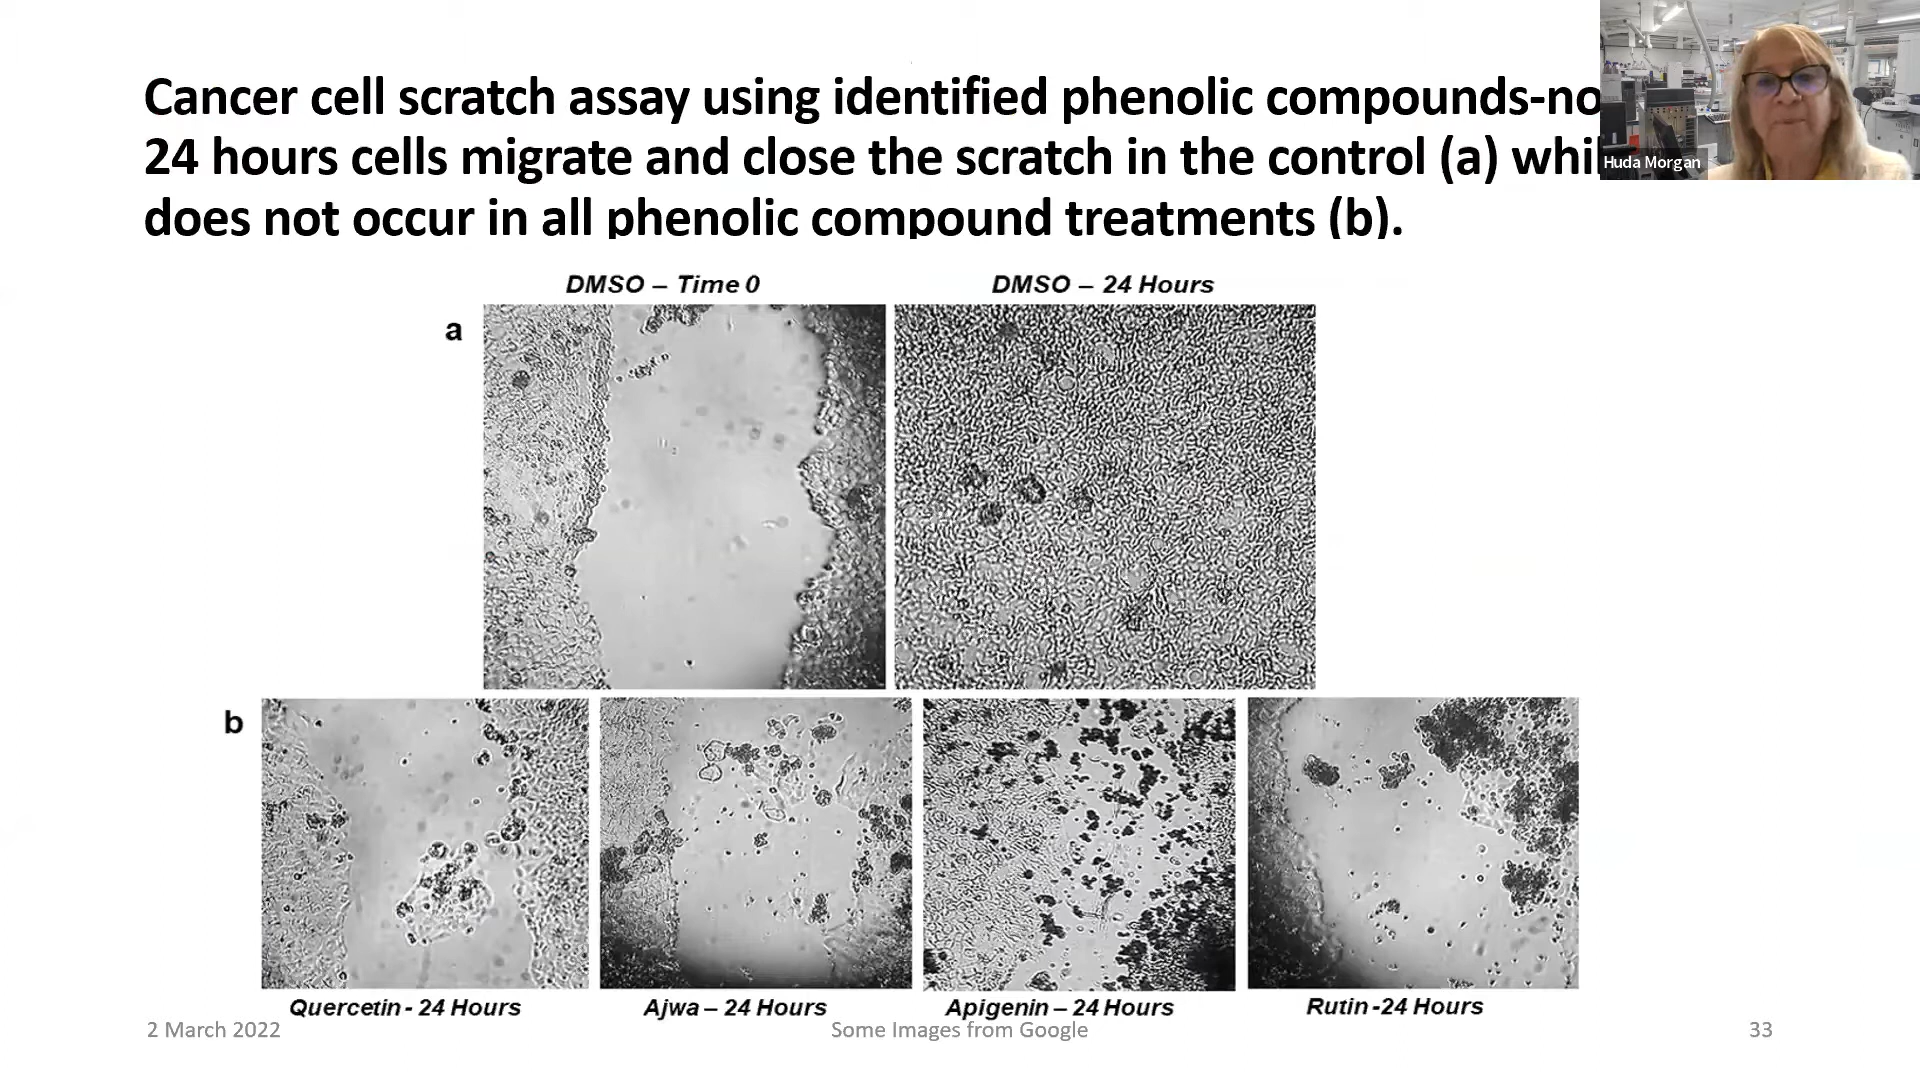 Cancer cell scratch assay using identified phenolic compounds-no
24 hours cells migrate and close the scratch in the control (a) whi
does not occur in all phenolic compound treatments (b).
Huda Morgan
DMSO – Time 0
DMSO – 24 Hours
a
b
Quercetin- 24 Hours
Ajwa – 24 Hours
Apigenin – 24 Hours
Rutin -24 Hours
2 March 2022
Some Images from Google
33